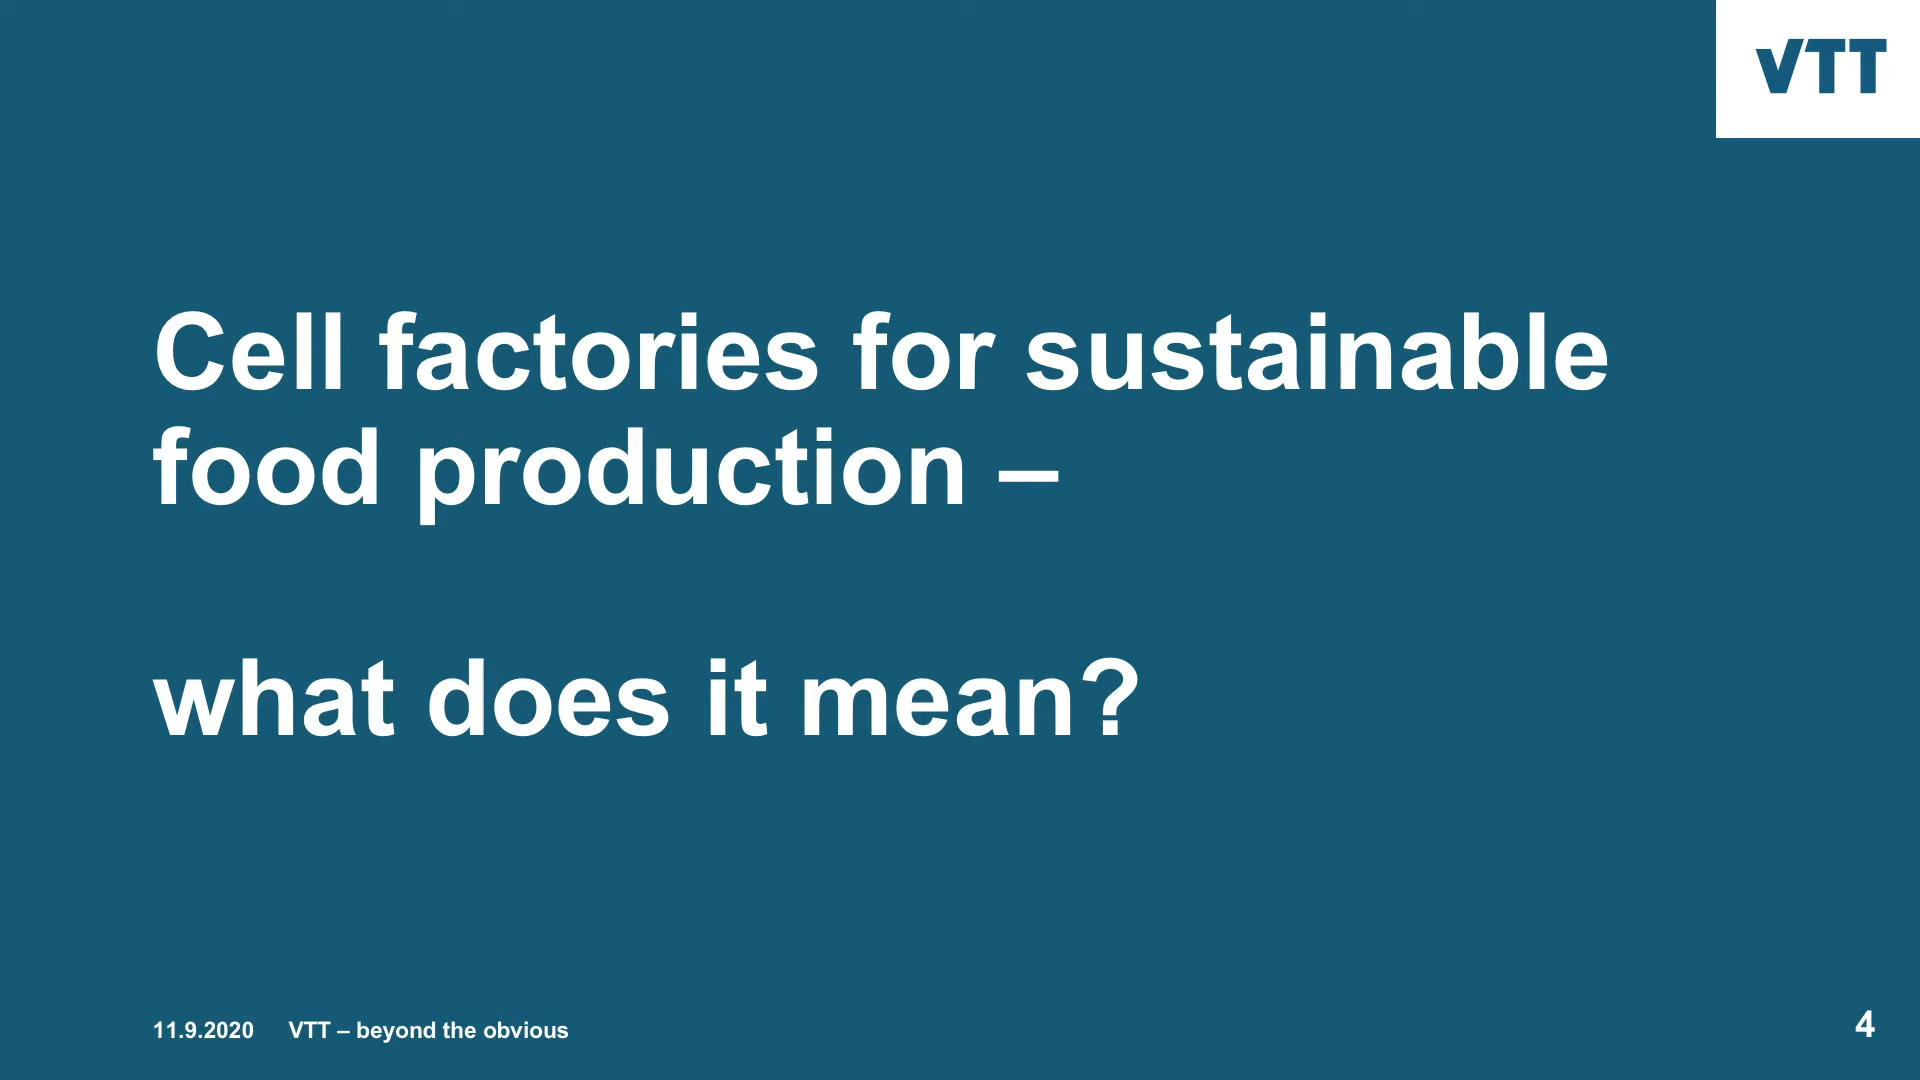 VTT
Cell factories for sustainable
food production –
what does it mean?
11.9.2020 VTT – beyond the obvious
4